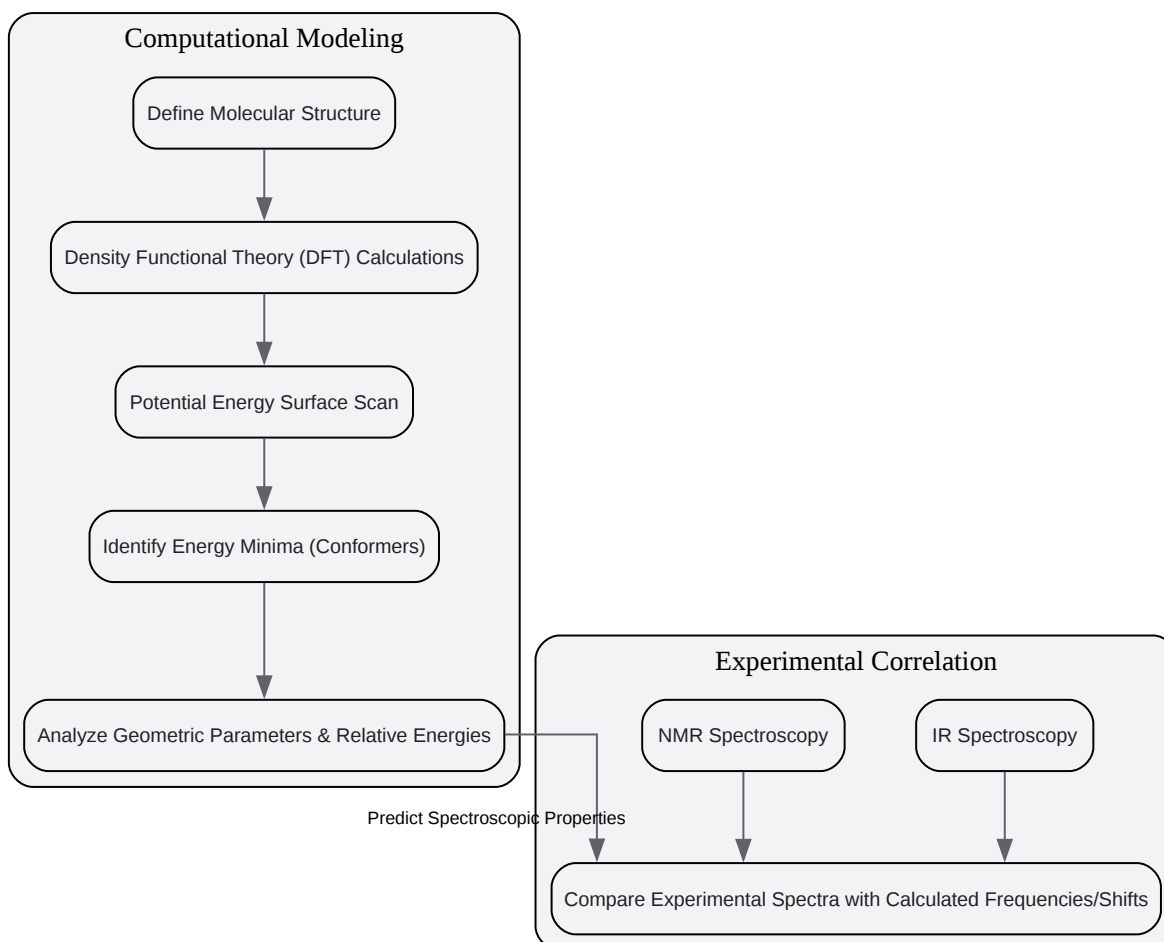 Computational Modeling
Define Molecular Structure
Density Functional Theory (DFT) Calculations
Potential Energy Surface Scan
Identify Energy Minima (Conformers)
Analyze Geometric Parameters & Relative Energies
Predict Spectroscopic Properties
Experimental Correlation
NMR Spectroscopy
IR Spectroscopy
Compare Experimental Spectra with Calculated Frequencies/Shifts